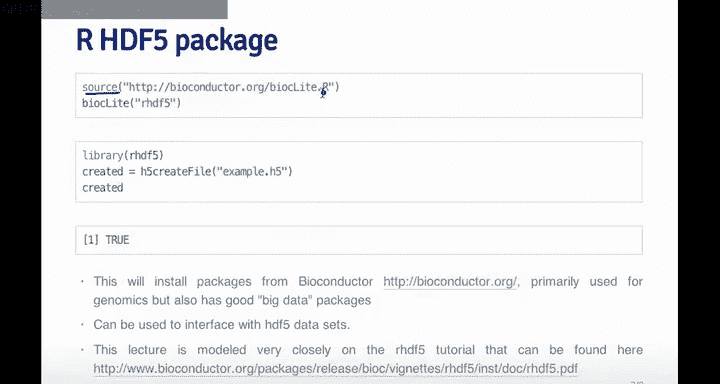 R HDF5 package
source("http://bioconductor.org/biocLite.R")
biocLite("rhdf5")
library(rhdf5)
created = h5createFile("example.h5")
created
[1] TRUE
· This will install packages from Bioconductor http://bioconductor.org/, primarily used for
genomics but also has good "big data" packages
· Can be used to interface with hdf5 data sets.
· This lecture is modeled very closely on the rhdf5 tutorial that can be found here
http://www.bioconductor.org/packages/release/bioc/vignettes/rhdf5/inst/doc/rhdf5.pdf